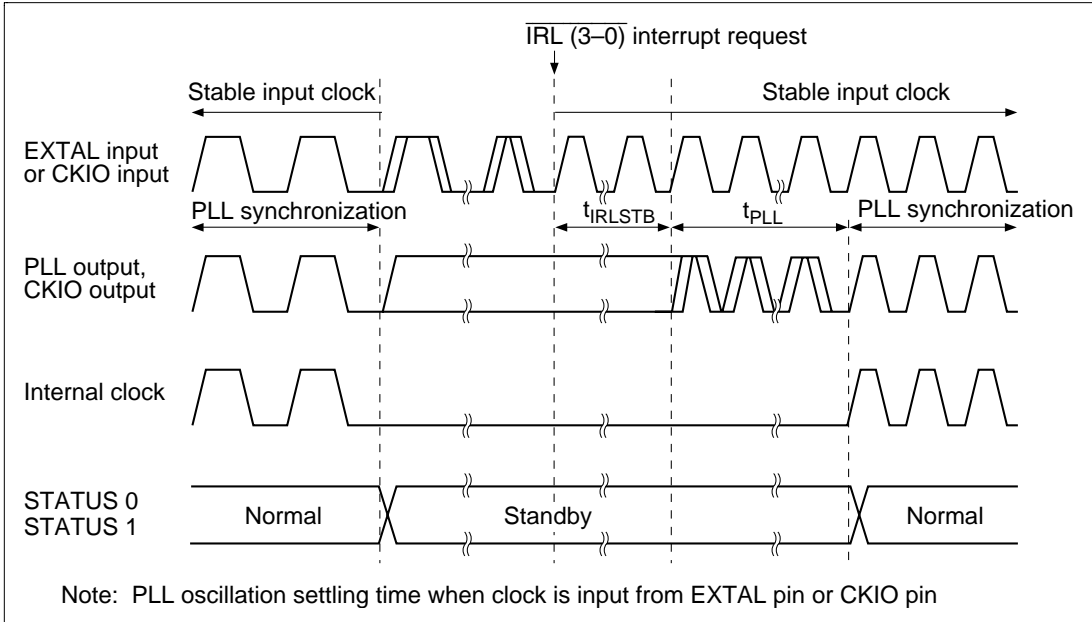 IRL (3–0) interrupt request
Stable input clock
Stable input clock
EXTAL input
or CKIO input
PLL synchronization
tIRLSTB
tPLL
PLL synchronization
PLL output,
CKIO output
Internal clock
STATUS 0
STATUS 1
Normal
Standby
Normal
Note: PLL oscillation settling time when clock is input from EXTAL pin or CKIO pin